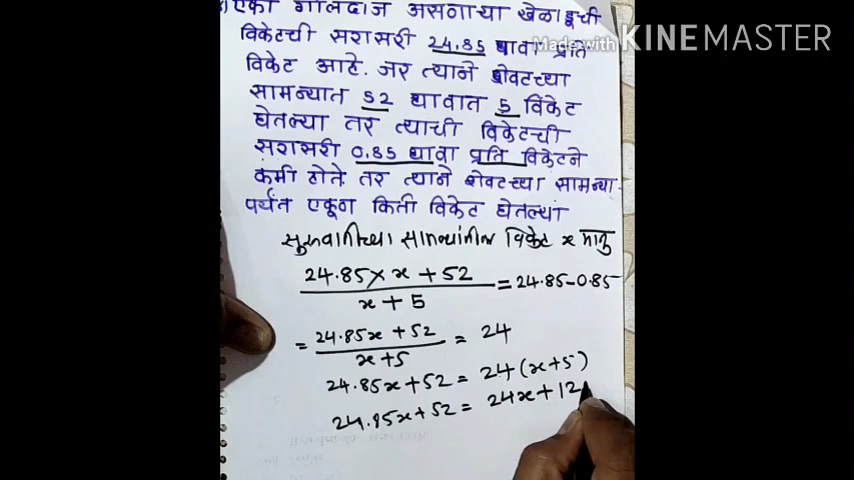 एका गोलंदाज असणाऱ्या खेळाडूची
विकेटची सरासरी 24.85 धावा प्रति
Made with KINEMASTER
विकेट आहे. जर त्याने शेवटच्या
सामन्यात 52 धावात 5 विकेट
घेतल्या तर त्याची विकेटची
सरासरी 0.85 धावा प्रति विकेटने
कमी होते. तर त्याने शेवटच्या सामन्या-
पर्यंत एकूण किती विकेट घेतल्या
सुरुवातीच्या सामन्यांतील विकेट x मानु
24.85 × x + 52 / x + 5 = 24.85 - 0.85
= 24.85x + 52 / x + 5 = 24
24.85x + 52 = 24 (x + 5)
24.85x + 52 = 24x + 12